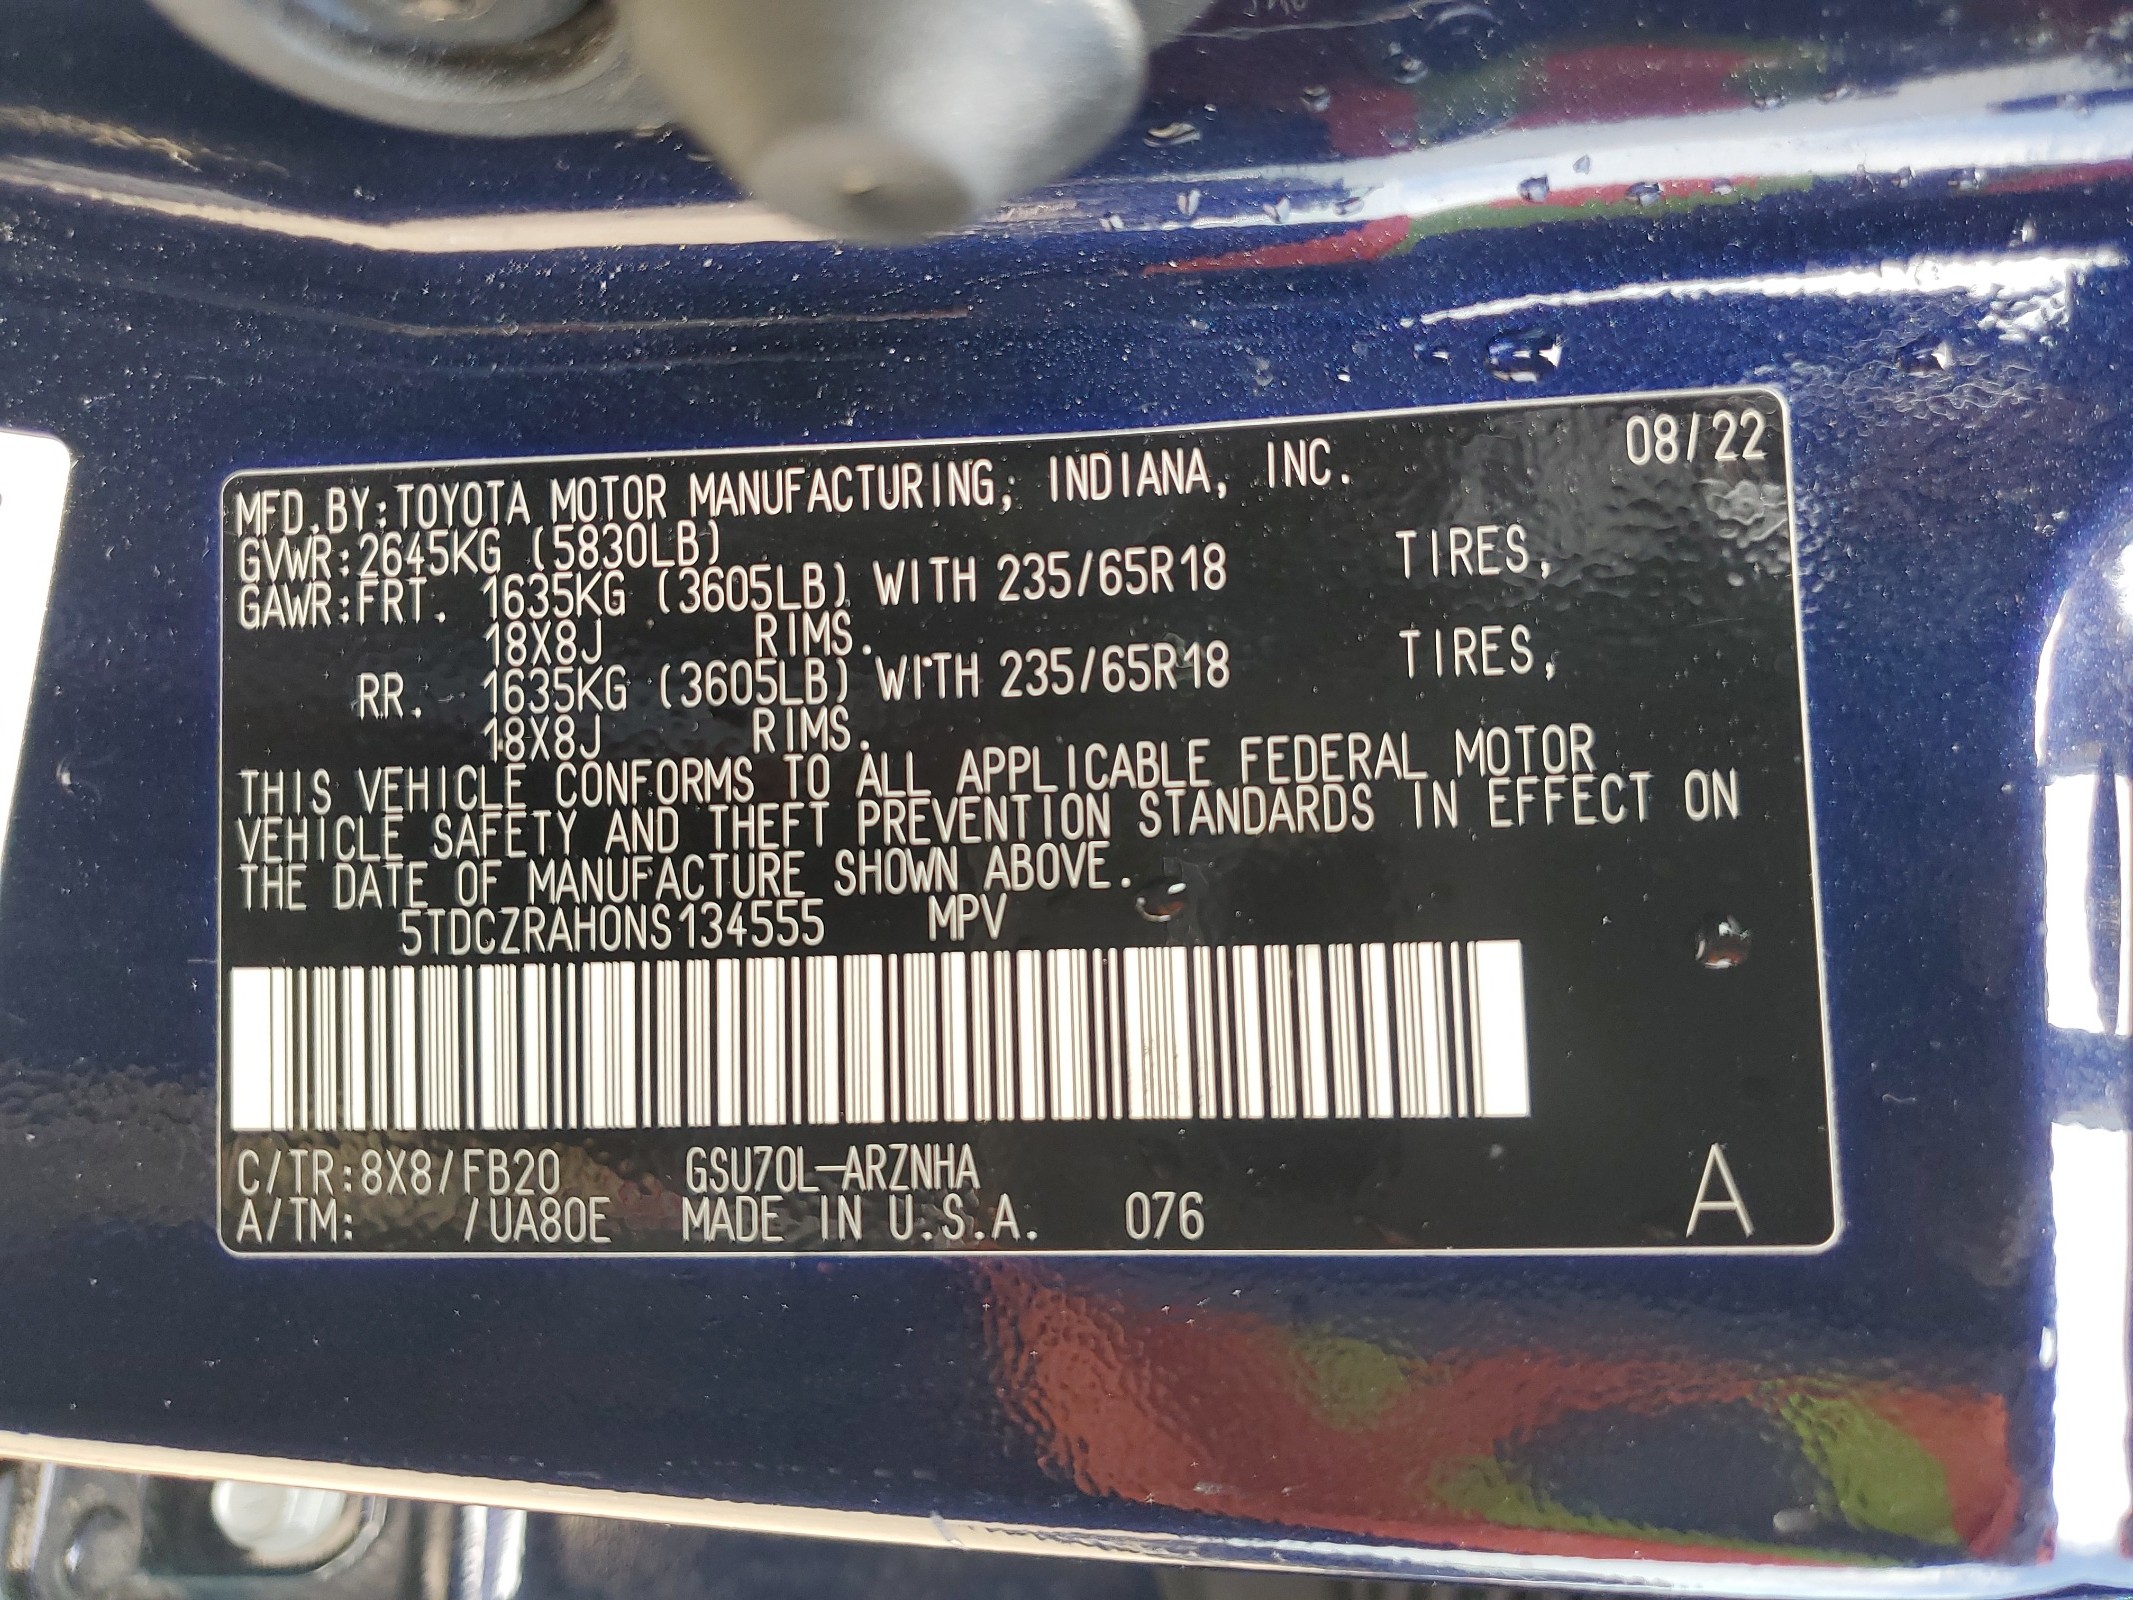 08/22
MFD.BY:TOYOTA MOTOR MANUFACTURING, INDIANA, INC.
GVWR:2645KG (5830LB)
GAWR:FRT. 1635KG (3605LB) WITH 235/65R18 TIRES,
18X8J RIMS.
RR. 1635KG (3605LB) WITH 235/65R18 TIRES,
18X8J RIMS.
THIS VEHICLE CONFORMS TO ALL APPLICABLE FEDERAL MOTOR
VEHICLE SAFETY AND THEFT PREVENTION STANDARDS IN EFFECT ON
THE DATE OF MANUFACTURE SHOWN ABOVE.
5TDCZRAH0NS134555 MPV
C/TR:8X8/FB20 GSU70L-ARZNHA
A/TM: /UA80E MADE IN U.S.A. 076 A